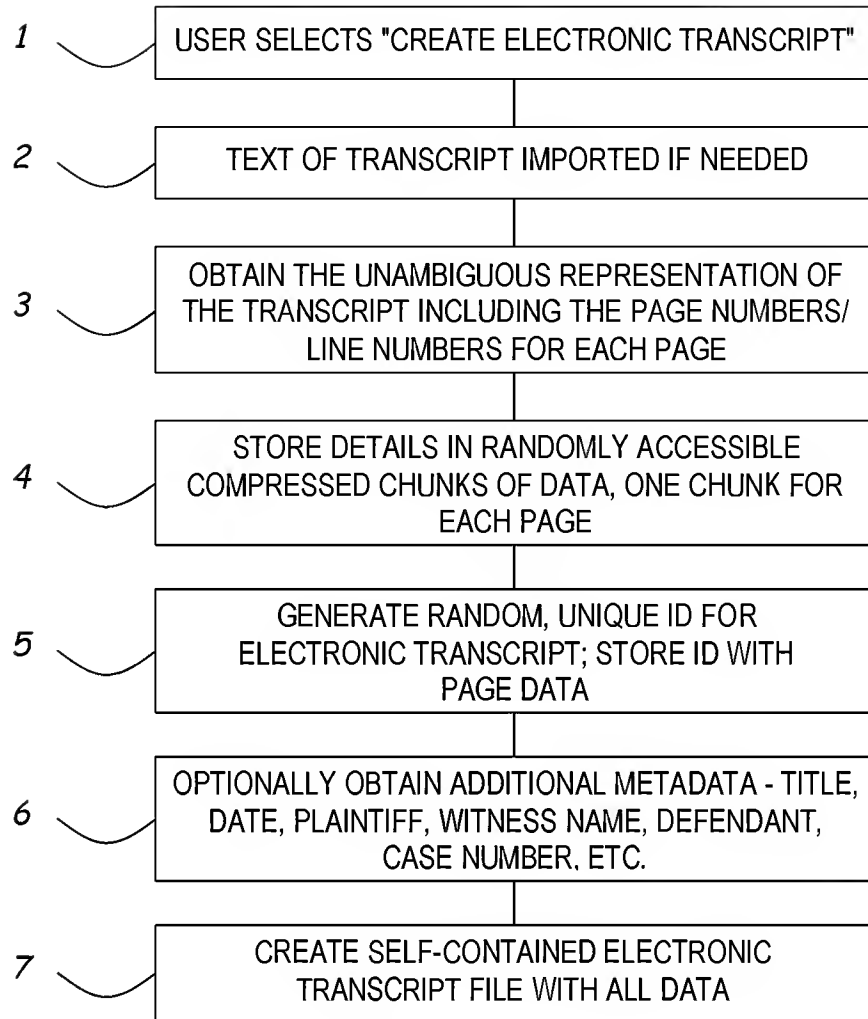 1
USER SELECTS "CREATE ELECTRONIC TRANSCRIPT"
2
TEXT OF TRANSCRIPT IMPORTED IF NEEDED
3
OBTAIN THE UNAMBIGUOUS REPRESENTATION OF
THE TRANSCRIPT INCLUDING THE PAGE NUMBERS/
LINE NUMBERS FOR EACH PAGE
4
STORE DETAILS IN RANDOMLY ACCESSIBLE
COMPRESSED CHUNKS OF DATA, ONE CHUNK FOR
EACH PAGE
5
GENERATE RANDOM, UNIQUE ID FOR
ELECTRONIC TRANSCRIPT; STORE ID WITH
PAGE DATA
6
OPTIONALLY OBTAIN ADDITIONAL METADATA - TITLE,
DATE, PLAINTIFF, WITNESS NAME, DEFENDANT,
CASE NUMBER, ETC.
7
CREATE SELF-CONTAINED ELECTRONIC
TRANSCRIPT FILE WITH ALL DATA